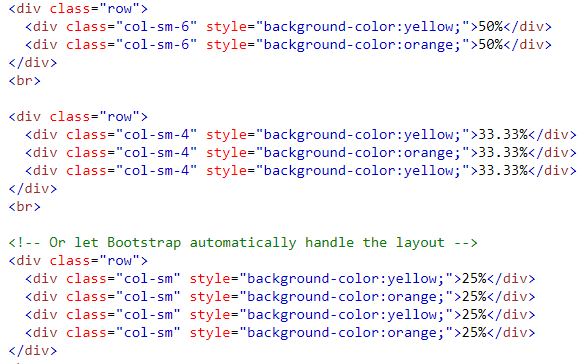 <div class="row">
  <div class="col-sm-6" style="background-color:yellow;">50%</div>
  <div class="col-sm-6" style="background-color:orange;">50%</div>
</div>
<br>

<div class="row">
  <div class="col-sm-4" style="background-color:yellow;">33.33%</div>
  <div class="col-sm-4" style="background-color:orange;">33.33%</div>
  <div class="col-sm-4" style="background-color:yellow;">33.33%</div>
</div>
<br>

<!-- Or let Bootstrap automatically handle the layout -->
<div class="row">
  <div class="col-sm" style="background-color:yellow;">25%</div>
  <div class="col-sm" style="background-color:orange;">25%</div>
  <div class="col-sm" style="background-color:yellow;">25%</div>
  <div class="col-sm" style="background-color:orange;">25%</div>
</div>